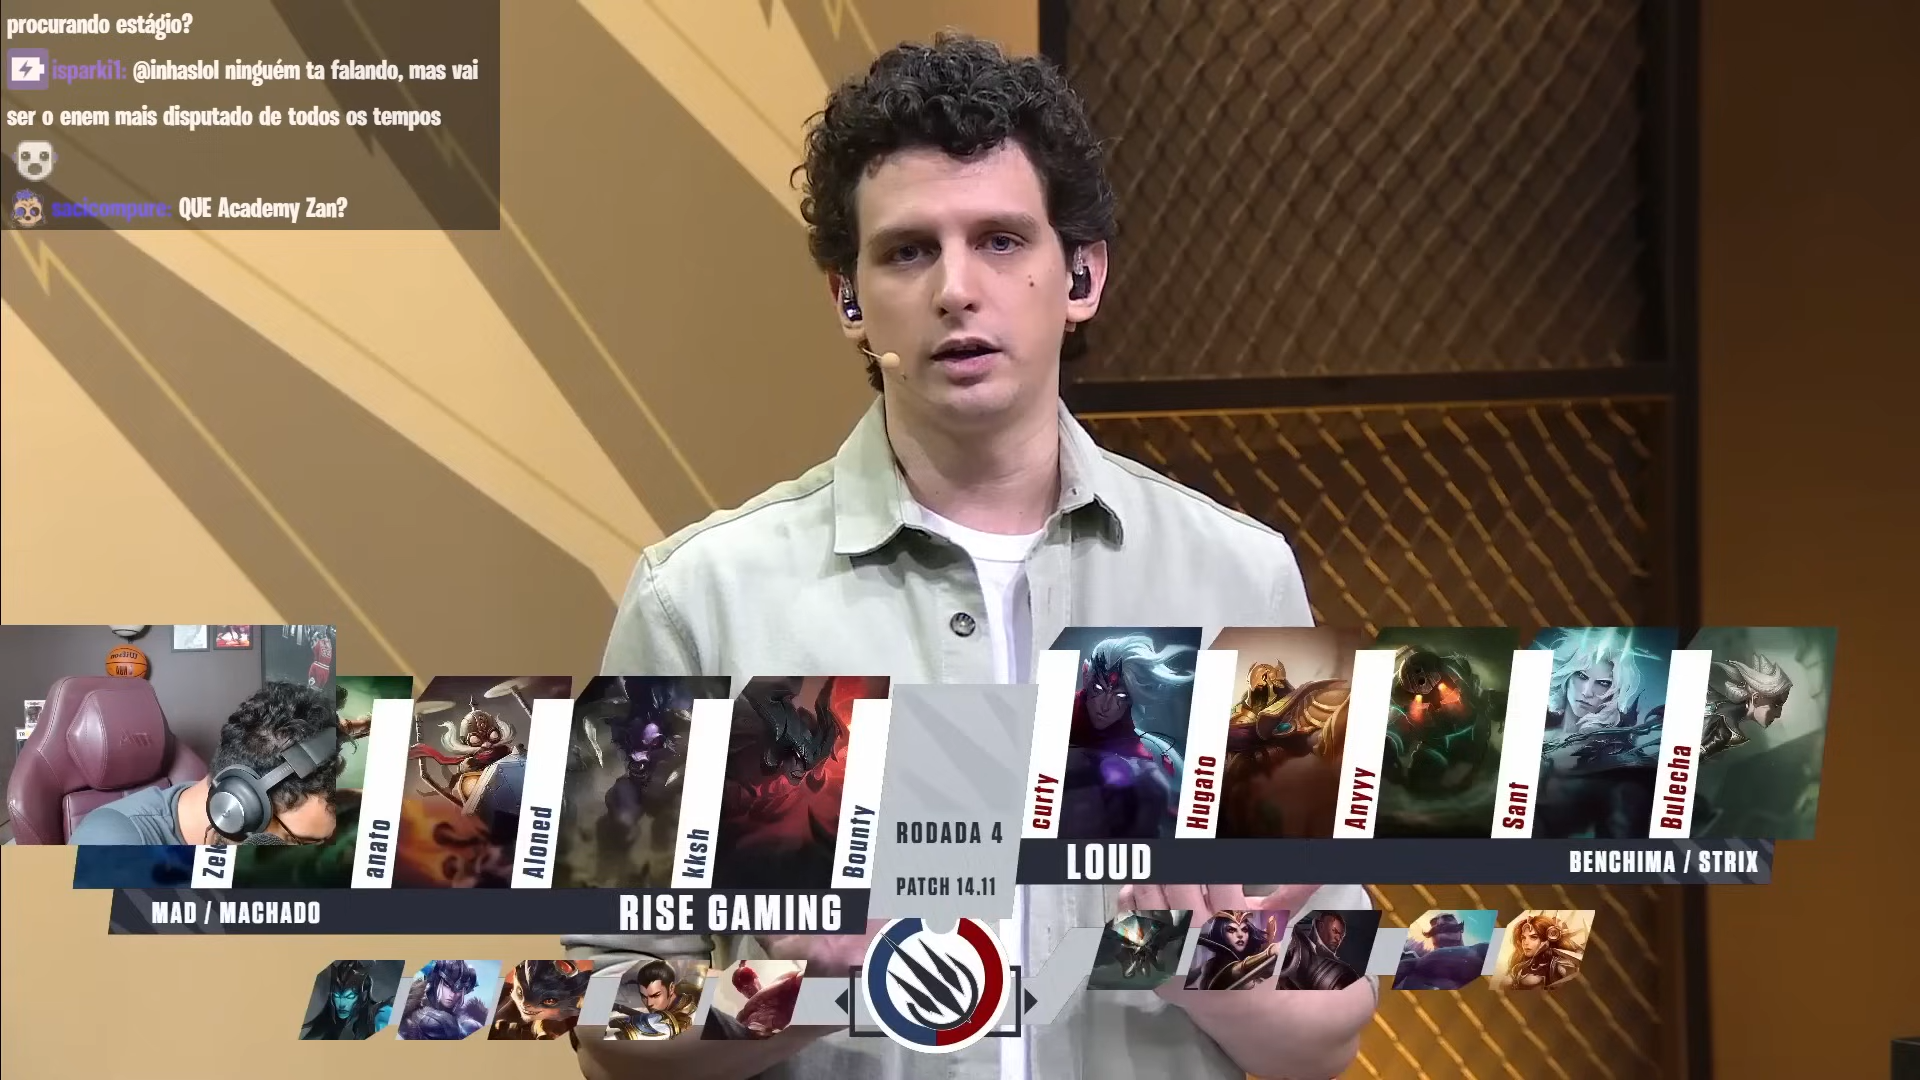 procurando estágio?
isparki1: @inhaslol ninguém ta falando, mas vai
ser o enem mais disputado de todos os tempos
sacicompure: QUE Academy Zan?
Zek
anato
Aloned
kksh
Bounty
RODADA 4
PATCH 14.11
curty
Hugato
Anyyy
Sant
Bulecha
MAD / MACHADO
RISE GAMING
LOUD
BENCHIMA / STRIX